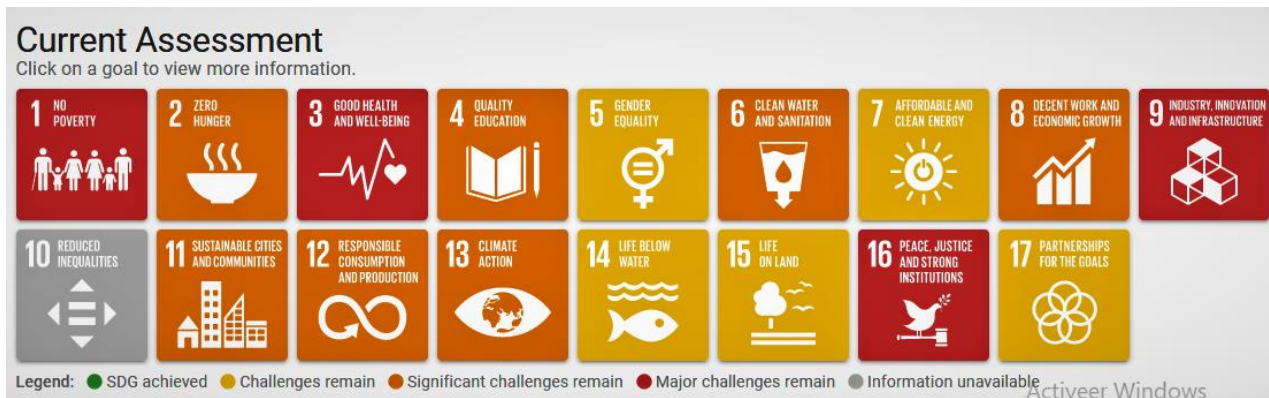 Current Assessment
Click on a goal to view more information.
1 NO POVERTY
2 ZERO HUNGER
3 GOOD HEALTH AND WELL-BEING
4 QUALITY EDUCATION
5 GENDER EQUALITY
6 CLEAN WATER AND SANITATION
7 AFFORDABLE AND CLEAN ENERGY
8 DECENT WORK AND ECONOMIC GROWTH
9 INDUSTRY, INNOVATION AND INFRASTRUCTURE
10 REDUCED INEQUALITIES
11 SUSTAINABLE CITIES AND COMMUNITIES
12 RESPONSIBLE CONSUMPTION AND PRODUCTION
13 CLIMATE ACTION
14 LIFE BELOW WATER
15 LIFE ON LAND
16 PEACE, JUSTICE AND STRONG INSTITUTIONS
17 PARTNERSHIPS FOR THE GOALS
Legend: SDG achieved Challenges remain Significant challenges remain Major challenges remain Information unavailable
Activeer Windows